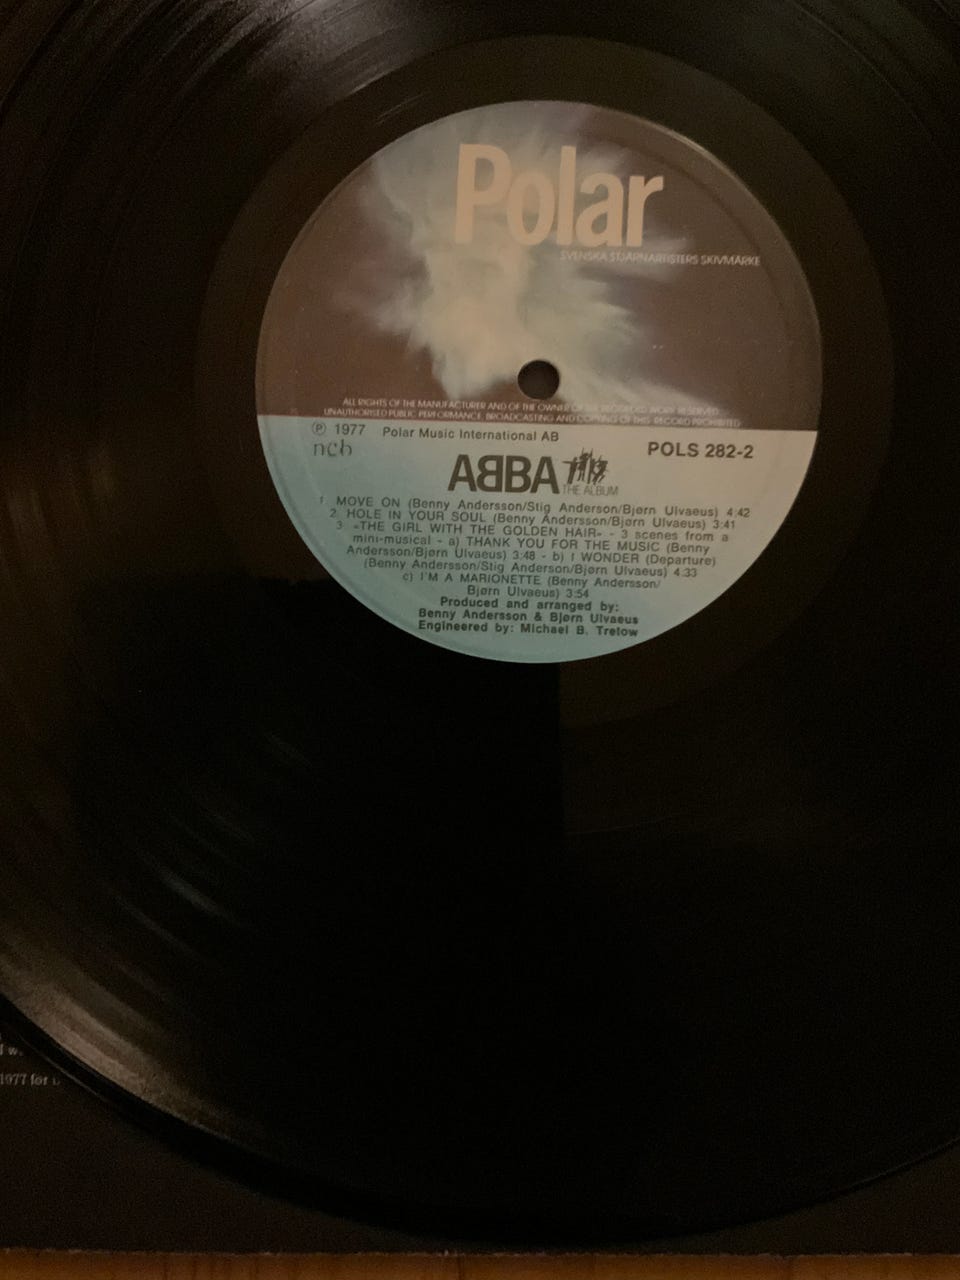 Polar
SVENSKA STJÄRNARTISTERS SKIVMÄRKE
ALL RIGHTS OF THE MANUFACTURER AND OF THE OWNER OF THE RECORDED WORK RESERVED
UNAUTHORISED PUBLIC PERFORMANCE, BROADCASTING AND COPYING OF THIS RECORD PROHIBITED
Ⓟ 1977 Polar Music International AB
ncb POLS 282-2
ABBA THE ALBUM
1 MOVE ON (Benny Andersson/Stig Anderson/Bjørn Ulvaeus) 4:42
2 HOLE IN YOUR SOUL (Benny Andersson/Bjørn Ulvaeus) 3:41
3 «THE GIRL WITH THE GOLDEN HAIR» - 3 scenes from a
mini-musical - a) THANK YOU FOR THE MUSIC (Benny
Andersson/Bjørn Ulvaeus) 3:48 - b) I WONDER (Departure)
(Benny Andersson/Stig Anderson/Bjørn Ulvaeus) 4:33
c) I'M A MARIONETTE (Benny Andersson/
Bjørn Ulvaeus) 3:54
Produced and arranged by:
Benny Andersson & Bjørn Ulvaeus
Engineered by: Michael B. Tretow
1977 for